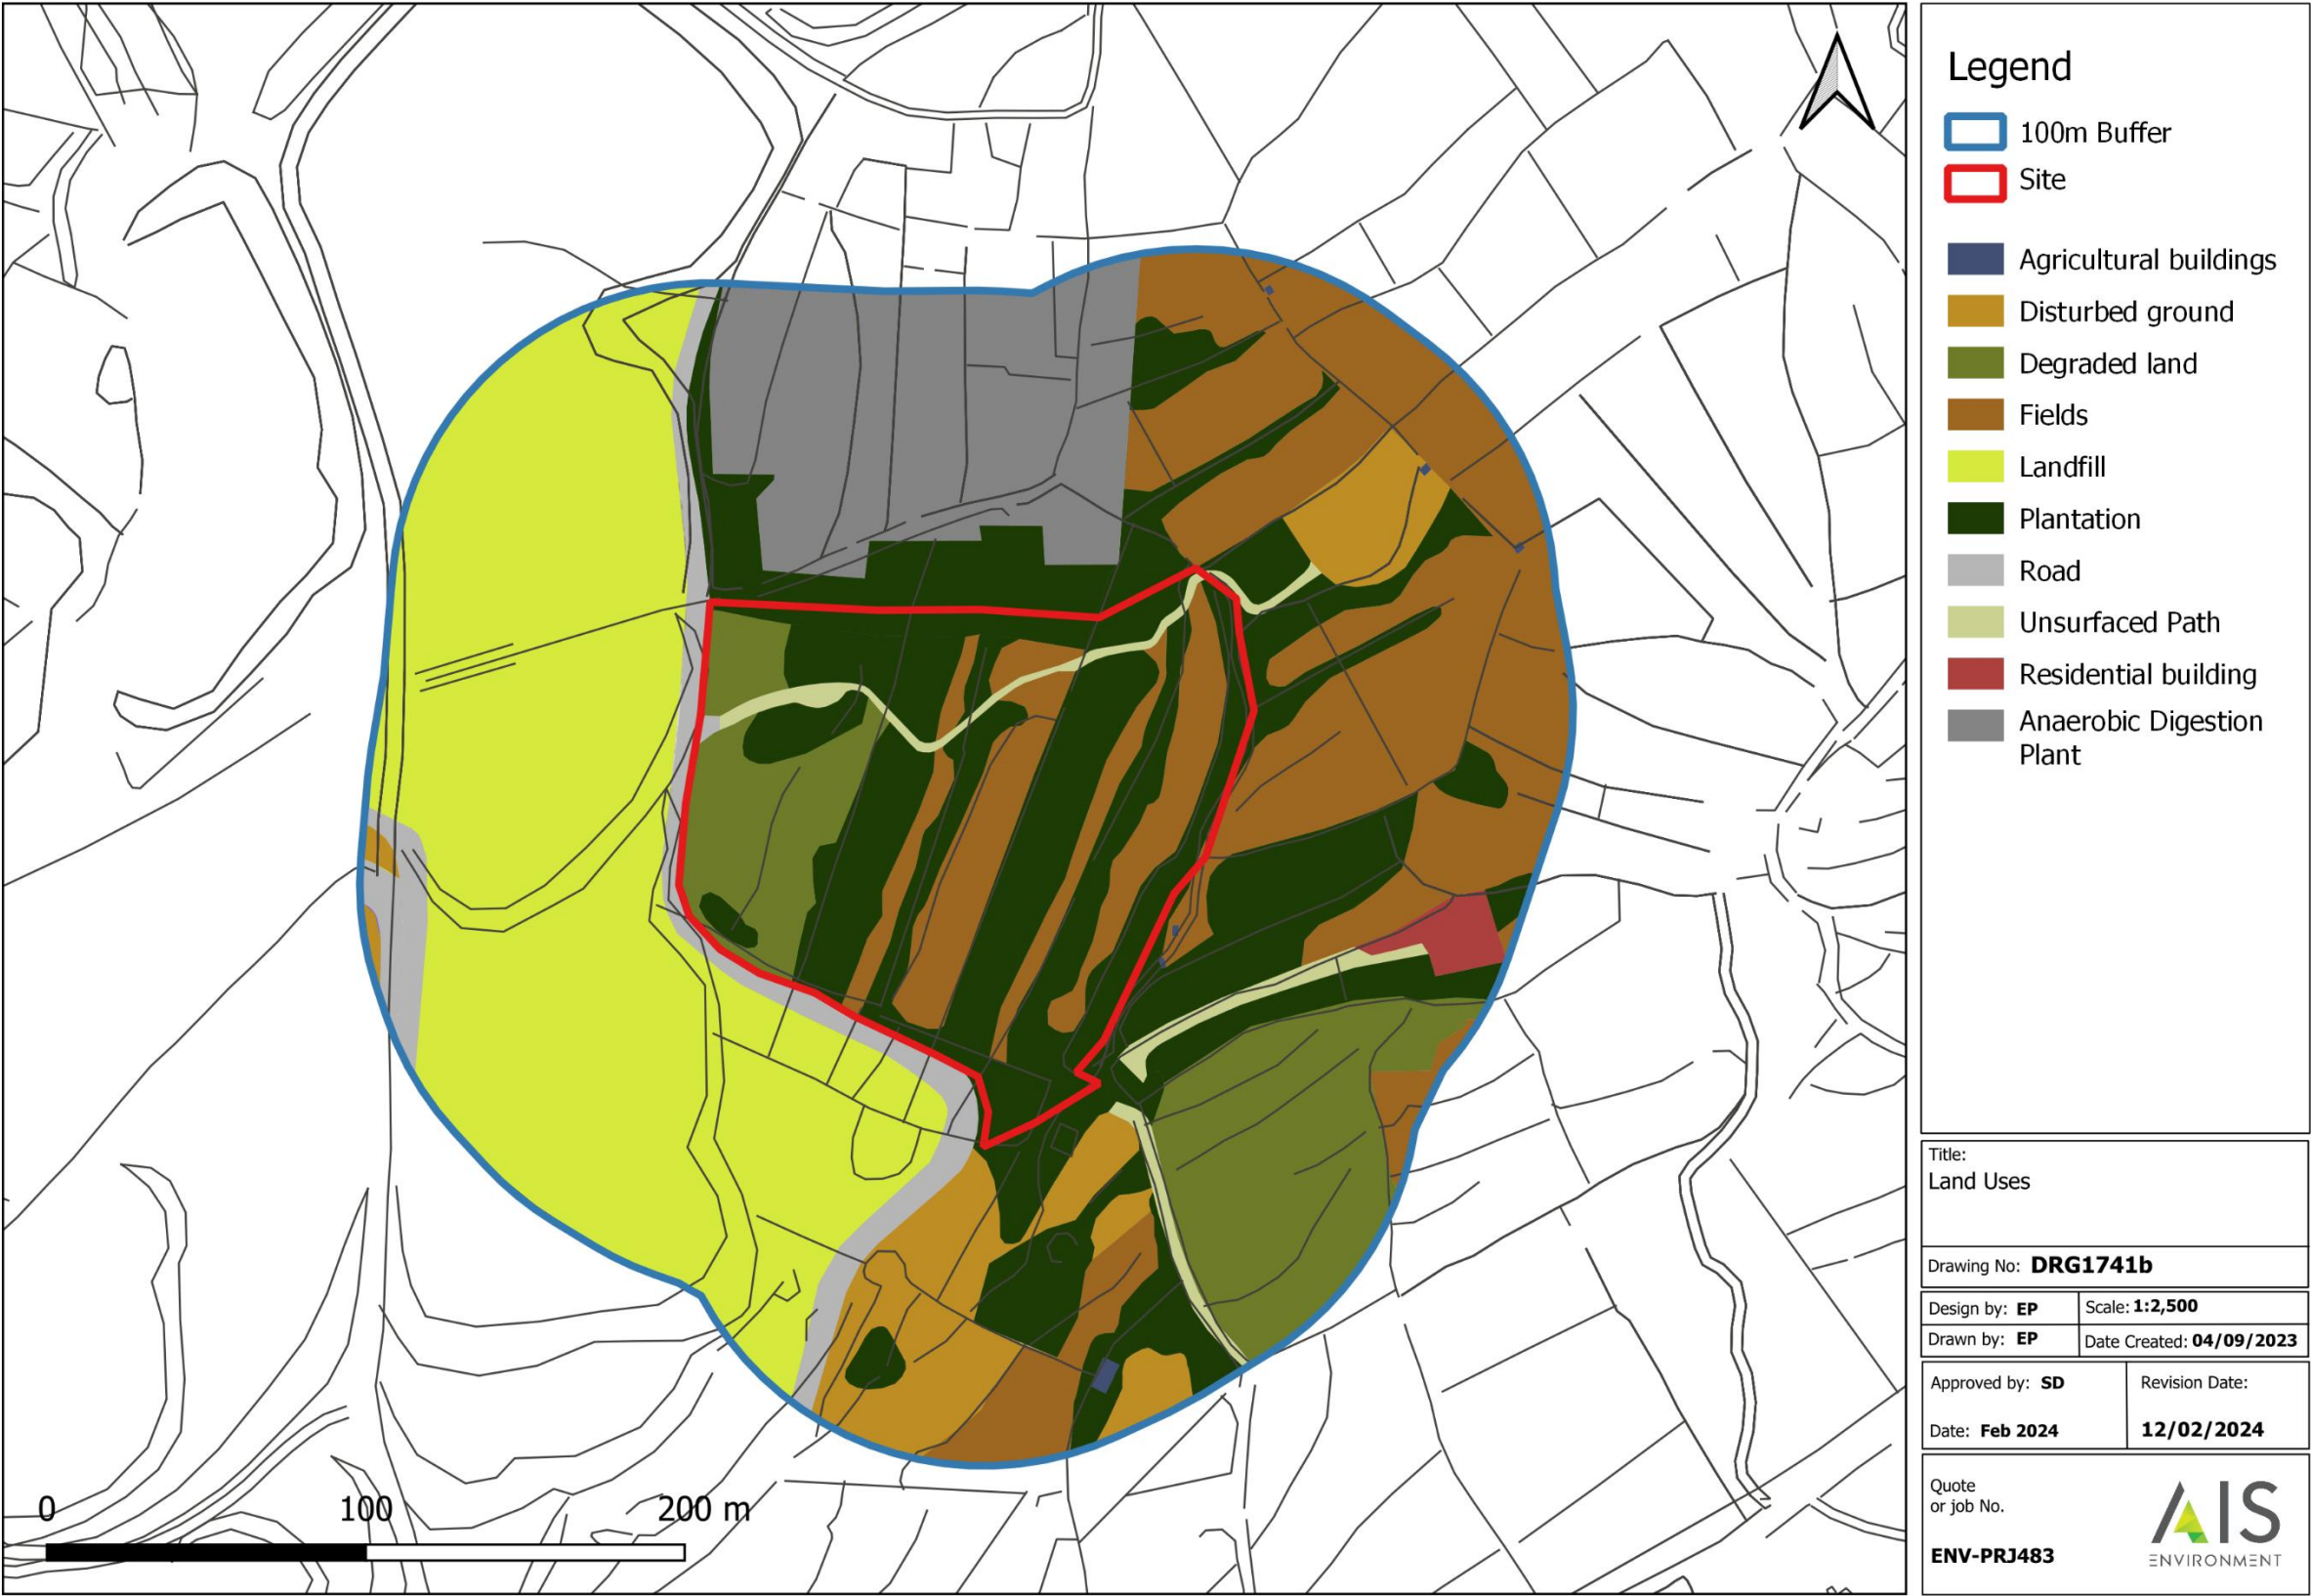 Legend
100m Buffer
Site
Agricultural buildings
Disturbed ground
Degraded land
Fields
Landfill
Plantation
Road
Unsurfaced Path
Residential building
Anaerobic Digestion
Plant
0 100 200 m
Title:
Land Uses
Drawing No: DRG1741b
Design by: EP Scale: 1:2,500
Drawn by: EP Date Created: 04/09/2023
Approved by: SD Revision Date:
Date: Feb 2024 12/02/2024
Quote
or job No.
ENV-PRJ483
AIS
ENVIRONMENT